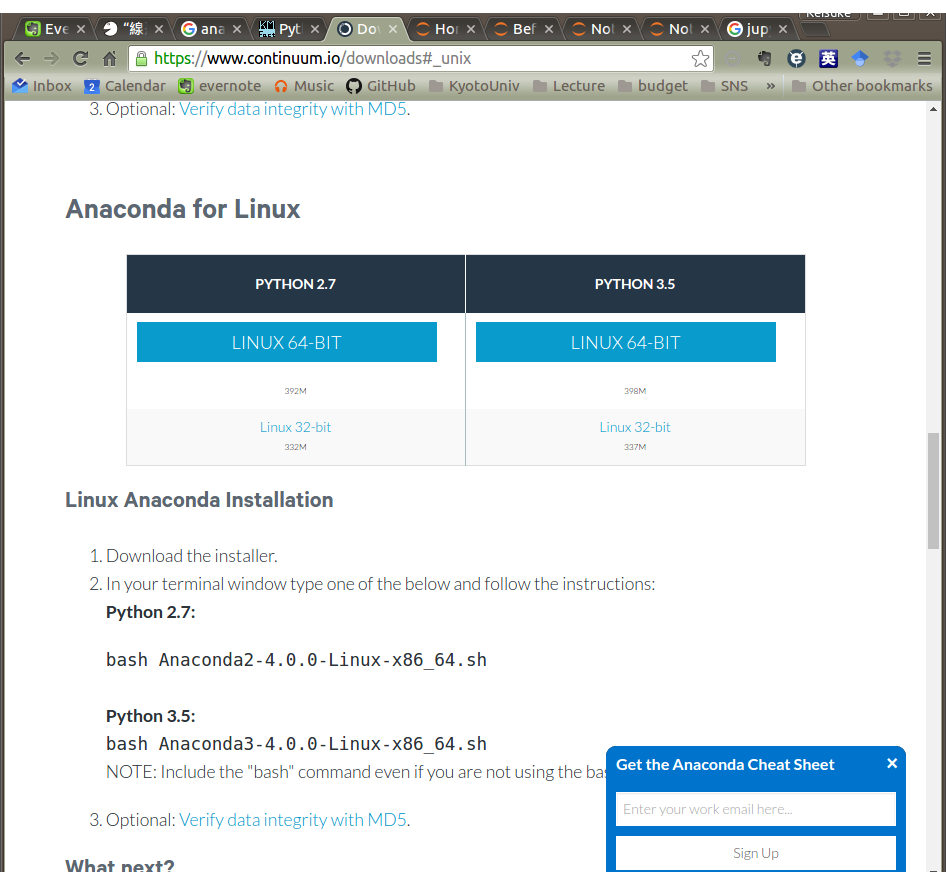 Keisuke
Eve
“線
ana
Pyt
Do
Ho
Bef
Not
Not
jup
https://www.continuum.io/downloads#_unix
英
Inbox 2 Calendar evernote Music GitHub KyotoUniv Lecture budget SNS » Other bookmarks
3. Optional: Verify data integrity with MD5.
Anaconda for Linux
PYTHON 2.7 PYTHON 3.5
LINUX 64-BIT LINUX 64-BIT
392M 398M
Linux 32-bit Linux 32-bit
332M 337M
Linux Anaconda Installation
1. Download the installer.
2. In your terminal window type one of the below and follow the instructions:
Python 2.7:
bash Anaconda2-4.0.0-Linux-x86_64.sh
Python 3.5:
bash Anaconda3-4.0.0-Linux-x86_64.sh
NOTE: Include the "bash" command even if you are not using the bas
3. Optional: Verify data integrity with MD5.
What next?
Get the Anaconda Cheat Sheet
Enter your work email here...
Sign Up